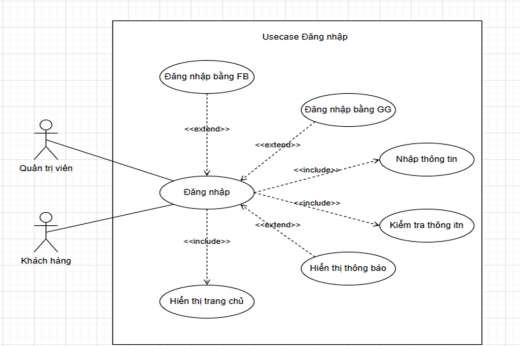 Usecase Đăng nhập
Đăng nhập bằng FB
Đăng nhập bằng GG
<<extend>>
<<extend>>
Nhập thông tin
<<include>>
Quản trị viên
Đăng nhập
<<include>>
<<extend>>
Kiểm tra thông itn
<<include>>
Khách hàng
Hiển thị thông báo
Hiển thị trang chủ